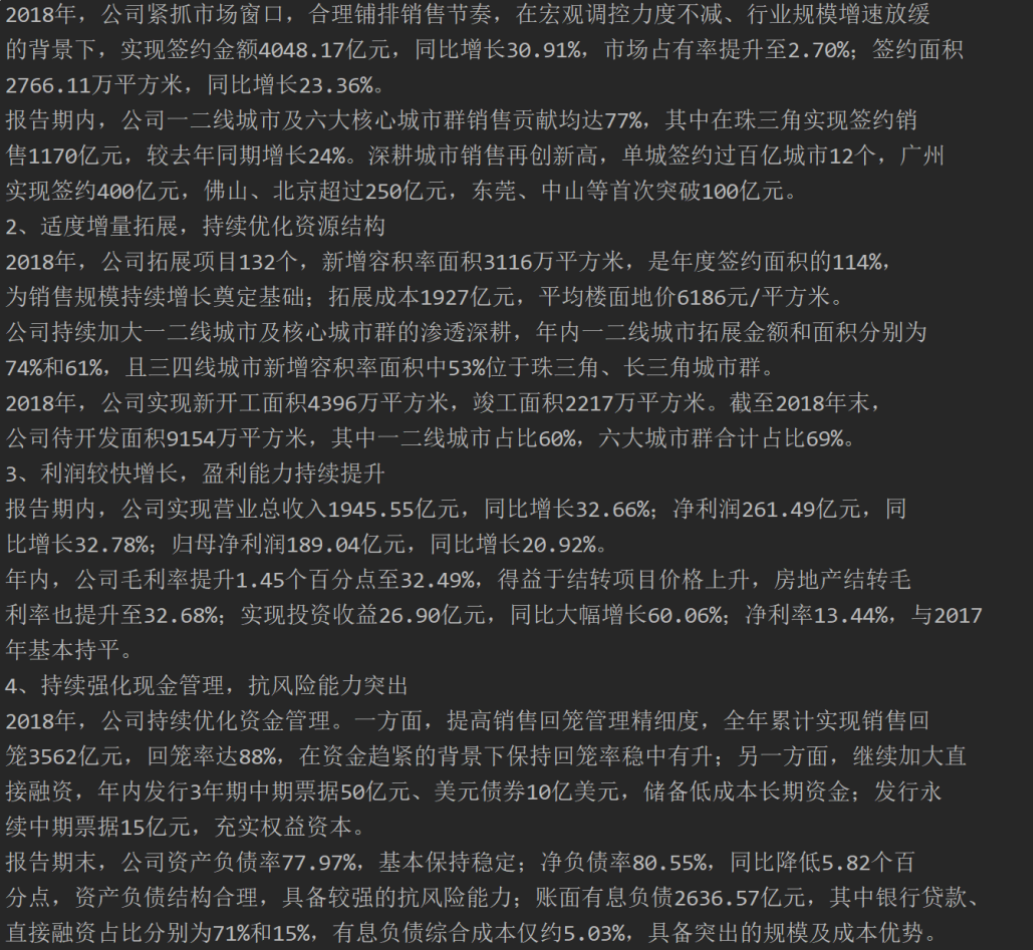 2018年，公司紧抓市场窗口，合理铺排销售节奏，在宏观调控力度不减、行业规模增速放缓
的背景下，实现签约金额4048.17亿元，同比增长30.91%，市场占有率提升至2.70%；签约面积
2766.11万平方米，同比增长23.36%。
报告期内，公司一二线城市及六大核心城市群销售贡献均达77%，其中在珠三角实现签约销
售1170亿元，较去年同期增长24%。深耕城市销售再创新高，单城签约过百亿城市12个，广州
实现签约400亿元，佛山、北京超过250亿元，东莞、中山等首次突破100亿元。
2、适度增量拓展，持续优化资源结构
2018年，公司拓展项目132个，新增容积率面积3116万平方米，是年度签约面积的114%，
为销售规模持续增长奠定基础；拓展成本1927亿元，平均楼面地价6186元/平方米。
公司持续加大一二线城市及核心城市群的渗透深耕，年内一二线城市拓展金额和面积分别为
74%和61%，且三四线城市新增容积率面积中53%位于珠三角、长三角城市群。
2018年，公司实现新开工面积4396万平方米，竣工面积2217万平方米。截至2018年末，
公司待开发面积9154万平方米，其中一二线城市占比60%，六大城市群合计占比69%。
3、利润较快增长，盈利能力持续提升
报告期内，公司实现营业总收入1945.55亿元，同比增长32.66%；净利润261.49亿元，同
比增长32.78%；归母净利润189.04亿元，同比增长20.92%。
年内，公司毛利率提升1.45个百分点至32.49%，得益于结转项目价格上升，房地产结转毛
利率也提升至32.68%；实现投资收益26.90亿元，同比大幅增长60.06%；净利率13.44%，与2017
年基本持平。
4、持续强化现金管理，抗风险能力突出
2018年，公司持续优化资金管理。一方面，提高销售回笼管理精细度，全年累计实现销售回
笼3562亿元，回笼率达88%，在资金趋紧的背景下保持回笼率稳中有升；另一方面，继续加大直
接融资，年内发行3年期中期票据50亿元、美元债券10亿美元，储备低成本长期资金；发行永
续中期票据15亿元，充实权益资本。
报告期末，公司资产负债率77.97%，基本保持稳定；净负债率80.55%，同比降低5.82个百
分点，资产负债结构合理，具备较强的抗风险能力；账面有息负债2636.57亿元，其中银行贷款、
直接融资占比分别为71%和15%，有息负债综合成本仅约5.03%，具备突出的规模及成本优势。